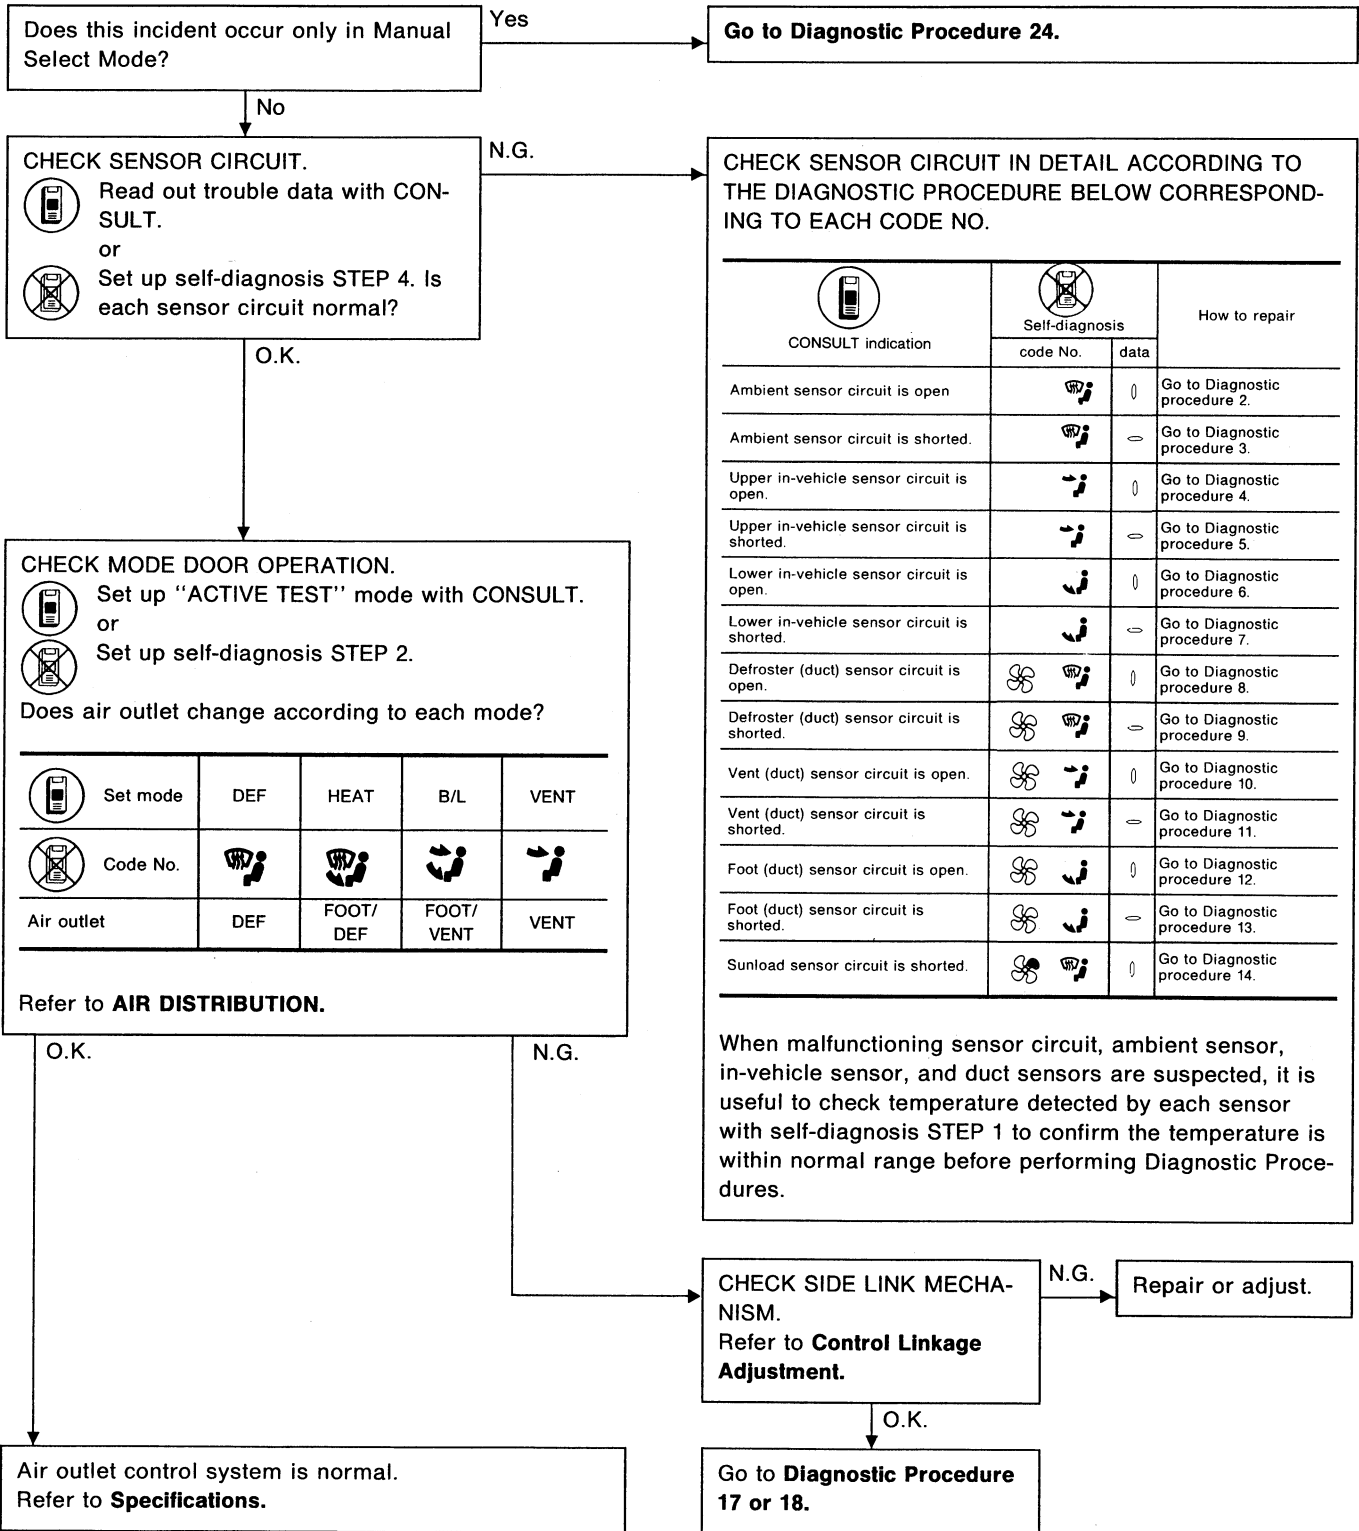 Does this incident occur only in Manual
Select Mode?
Yes
Go to Diagnostic Procedure 24.
No
CHECK SENSOR CIRCUIT.
Read out trouble data with CON-
SULT.
or
Set up self-diagnosis STEP 4. Is
each sensor circuit normal?
N.G.
O.K.
CHECK SENSOR CIRCUIT IN DETAIL ACCORDING TO
THE DIAGNOSTIC PROCEDURE BELOW CORRESPOND-
ING TO EACH CODE NO.
CONSULT indication
Self-diagnosis
code No.
data
How to repair
Ambient sensor circuit is open
Go to Diagnostic
procedure 2.
Ambient sensor circuit is shorted.
Go to Diagnostic
procedure 3.
Upper in-vehicle sensor circuit is
open.
Go to Diagnostic
procedure 4.
Upper in-vehicle sensor circuit is
shorted.
Go to Diagnostic
procedure 5.
Lower in-vehicle sensor circuit is
open.
Go to Diagnostic
procedure 6.
Lower in-vehicle sensor circuit is
shorted.
Go to Diagnostic
procedure 7.
Defroster (duct) sensor circuit is
open.
Go to Diagnostic
procedure 8.
Defroster (duct) sensor circuit is
shorted.
Go to Diagnostic
procedure 9.
Vent (duct) sensor circuit is open.
Go to Diagnostic
procedure 10.
Vent (duct) sensor circuit is
shorted.
Go to Diagnostic
procedure 11.
Foot (duct) sensor circuit is open.
Go to Diagnostic
procedure 12.
Foot (duct) sensor circuit is
shorted.
Go to Diagnostic
procedure 13.
Sunload sensor circuit is shorted.
Go to Diagnostic
procedure 14.
When malfunctioning sensor circuit, ambient sensor,
in-vehicle sensor, and duct sensors are suspected, it is
useful to check temperature detected by each sensor
with self-diagnosis STEP 1 to confirm the temperature is
within normal range before performing Diagnostic Proce-
dures.
CHECK MODE DOOR OPERATION.
Set up "ACTIVE TEST" mode with CONSULT.
or
Set up self-diagnosis STEP 2.
Does air outlet change according to each mode?
Set mode DEF HEAT B/L VENT
Code No.
Air outlet DEF FOOT/ FOOT/ VENT
DEF VENT
Refer to AIR DISTRIBUTION.
O.K.
N.G.
CHECK SIDE LINK MECHA-
NISM.
Refer to Control Linkage
Adjustment.
N.G.
Repair or adjust.
O.K.
Air outlet control system is normal.
Refer to Specifications.
Go to Diagnostic Procedure
17 or 18.